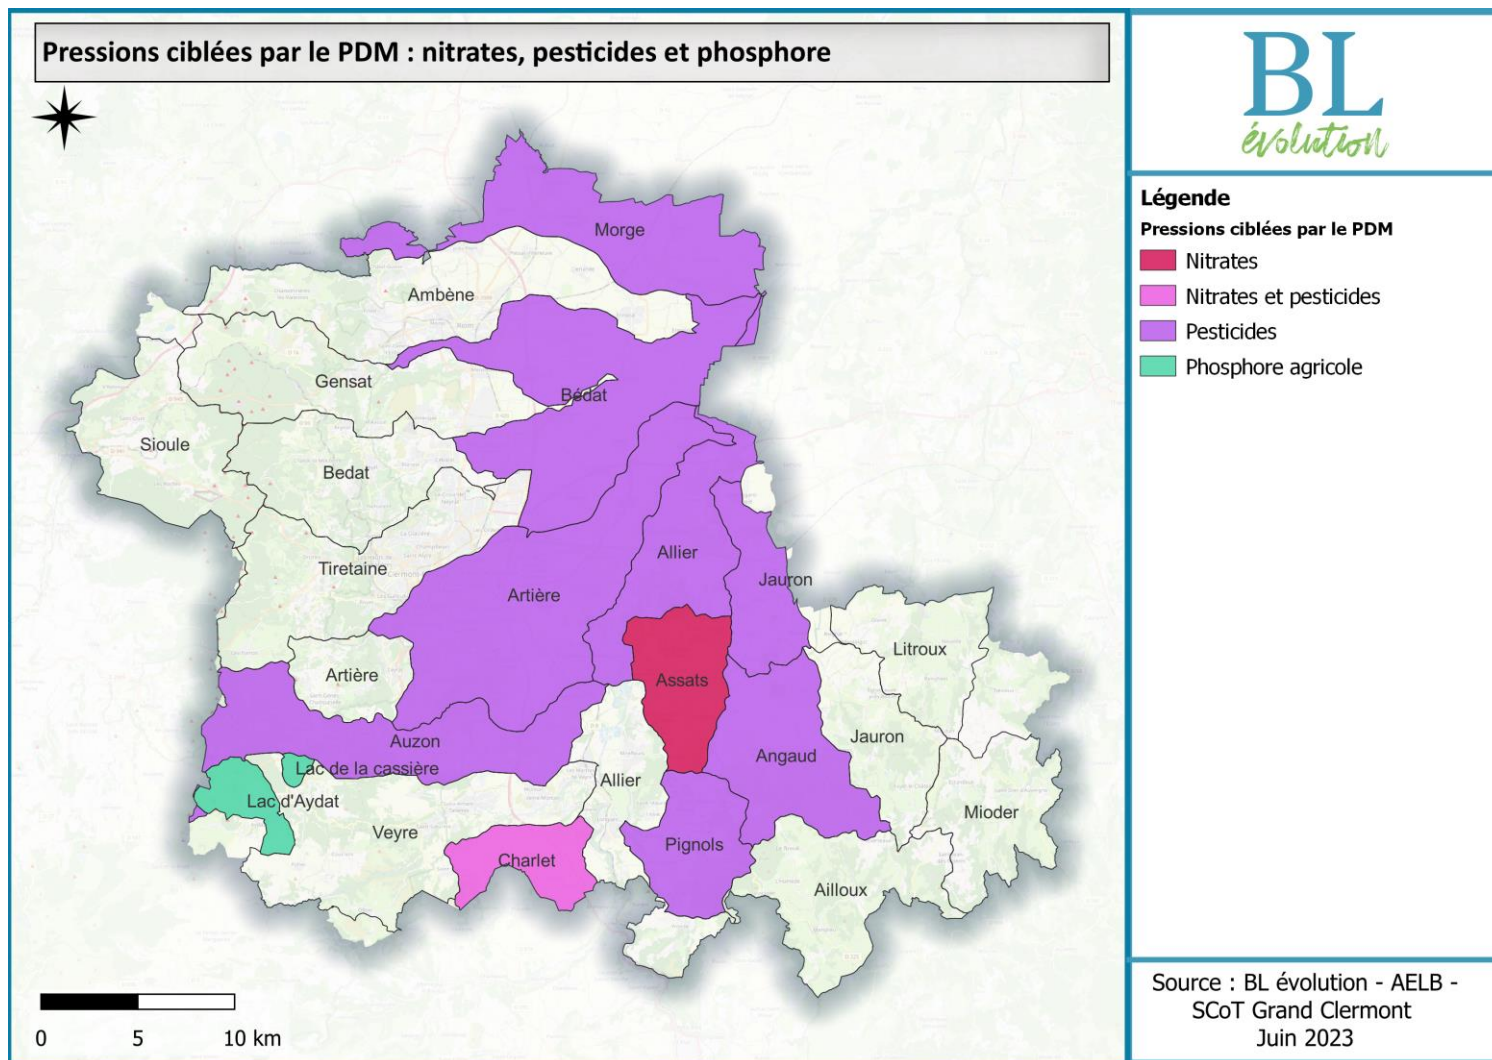 Pressions ciblées par le PDM : nitrates, pesticides et phosphore
BL
évolution
Légende
Pressions ciblées par le PDM
Nitrates
Nitrates et pesticides
Pesticides
Phosphore agricole
Morge
Ambène
Gensat
Bédat
Sioule
Bedat
Tiretaine
Allier
Jauron
Artière
Litroux
Artière
Assats
Jauron
Auzon
Angaud
Lac de la cassière
Allier
Lac d'Aydat
Mioder
Veyre
Pignols
Charlet
Ailloux
0 5 10 km
Source : BL évolution - AELB -
SCoT Grand Clermont
Juin 2023